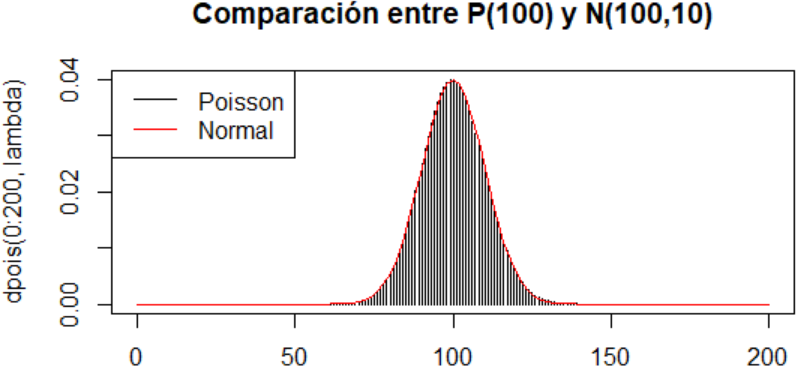 Comparación entre P(100) y N(100,10)
dpois(0:200, lambda)
0.04
0.02
0.00
Poisson
Normal
0 50 100 150 200